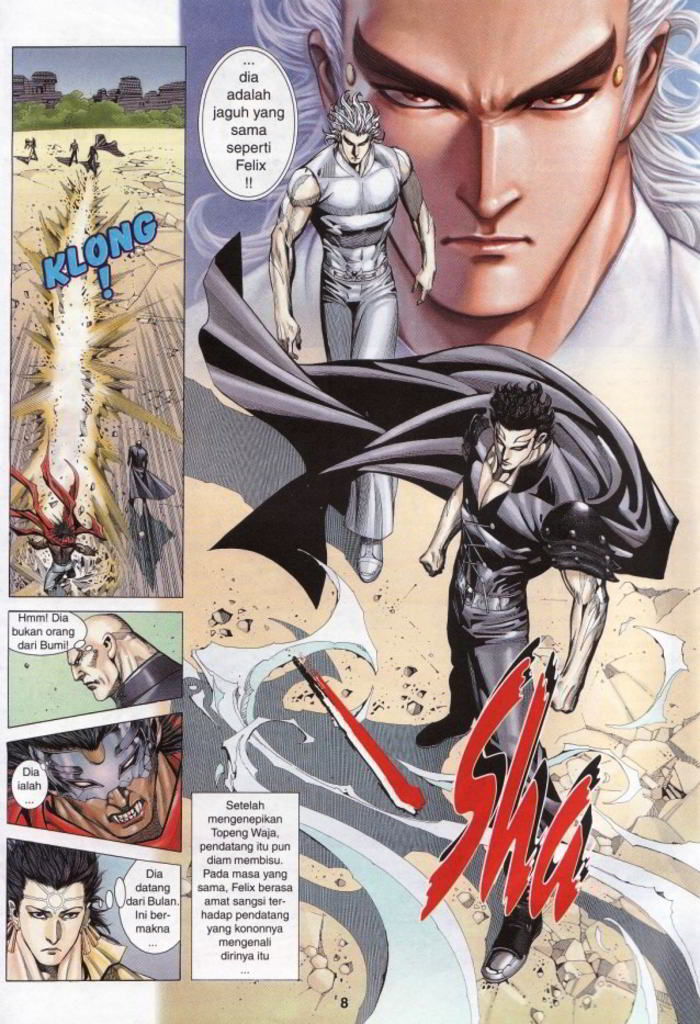 ...
dia
adalah
jaguh yang
sama
seperti
Felix
!!
KLONG
!
Hmm! Dia
bukan orang
dari Bumi!
Dia
ialah
...
Dia
datang
dari Bulan.
Ini ber-
makna
...
Setelah
mengenepikan
Topeng Waja,
pendatang itu pun
diam membisu.
Pada masa yang
sama, Felix berasa
amat sangsi ter-
hadap pendatang
yang kononnya
mengenali
dirinya itu
...
Sha
8